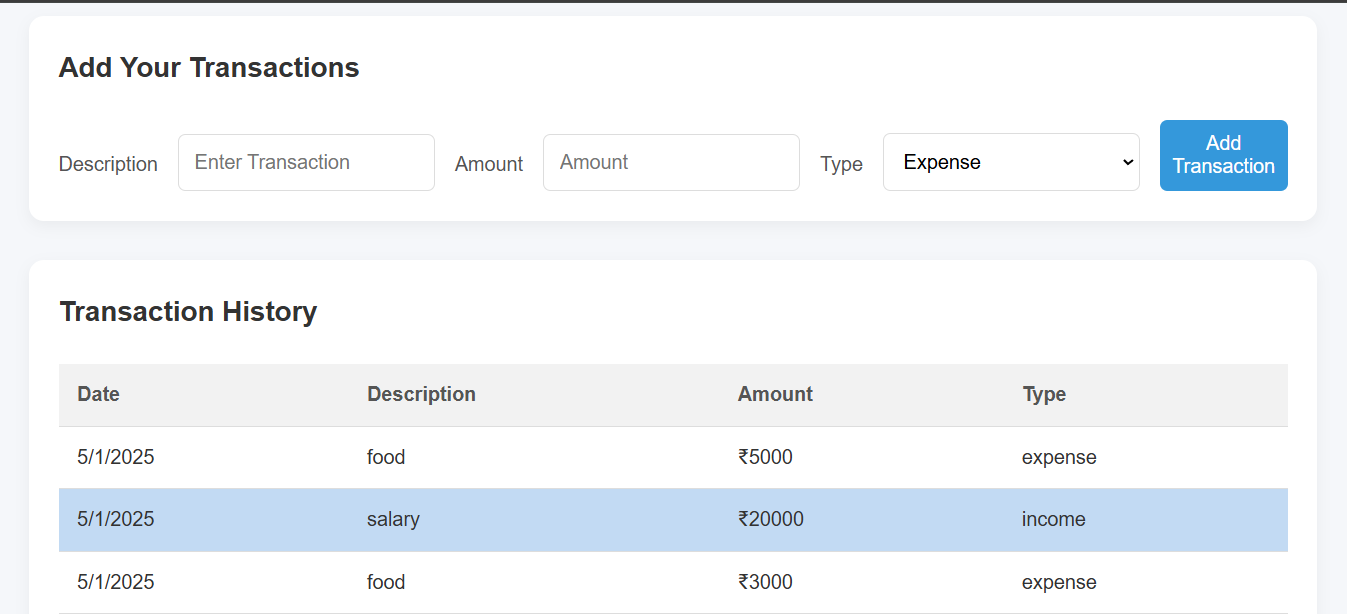 Add Your Transactions
Description Enter Transaction Amount Amount Type Expense Add
Transaction
Transaction History
Date Description Amount Type
5/1/2025 food ₹5000 expense
5/1/2025 salary ₹20000 income
5/1/2025 food ₹3000 expense